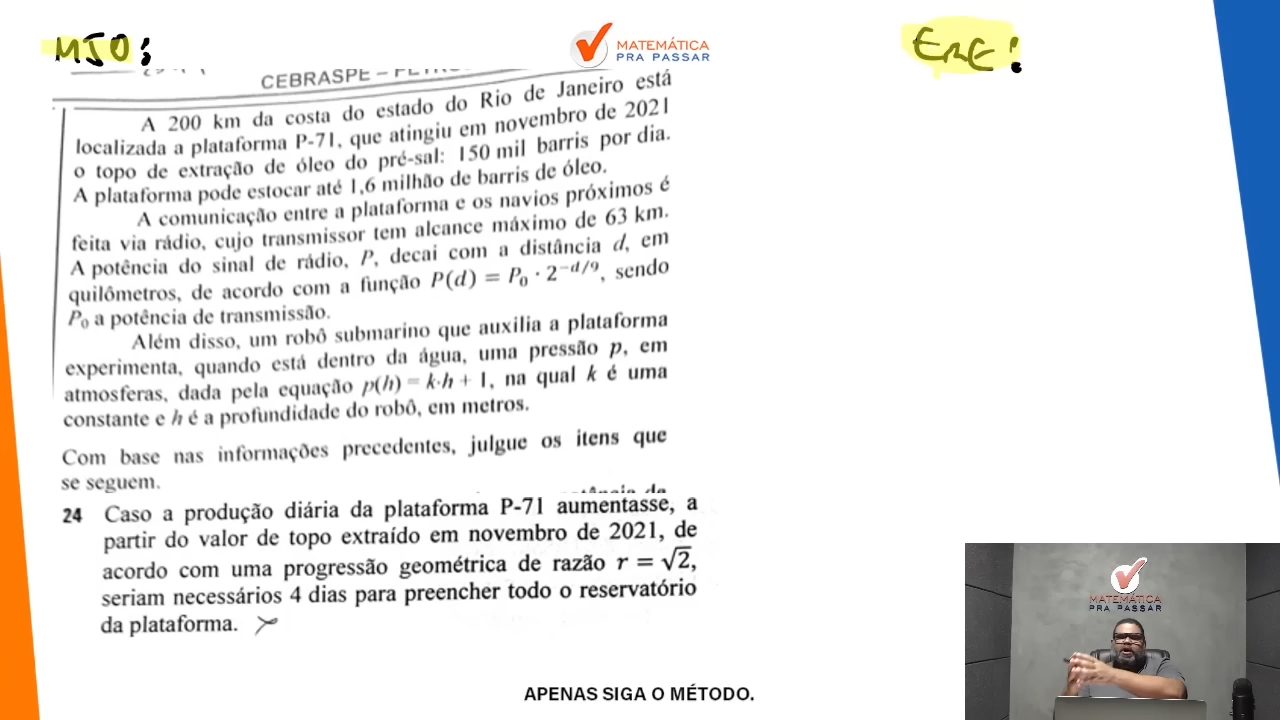 MJO:
MATEMÁTICA
PRA PASSAR
EME:
CEBRASPE –
A 200 km da costa do estado do Rio de Janeiro está
localizada a plataforma P-71, que atingiu em novembro de 2021
o topo de extração de óleo do pré-sal: 150 mil barris por dia.
A plataforma pode estocar até 1,6 milhão de barris de óleo.
A comunicação entre a plataforma e os navios próximos é
feita via rádio, cujo transmissor tem alcance máximo de 63 km.
A potência do sinal de rádio, P, decai com a distância d, em
quilômetros, de acordo com a função P(d) = P₀ · 2^(−d/9), sendo
P₀ a potência de transmissão.
Além disso, um robô submarino que auxilia a plataforma
experimenta, quando está dentro da água, uma pressão p, em
atmosferas, dada pela equação p(h) = k·h + 1, na qual k é uma
constante e h é a profundidade do robô, em metros.
Com base nas informações precedentes, julgue os itens que
se seguem.
24 Caso a produção diária da plataforma P-71 aumentasse, a
partir do valor de topo extraído em novembro de 2021, de
acordo com uma progressão geométrica de razão r = √2,
seriam necessários 4 dias para preencher todo o reservatório
da plataforma.
MATEMÁTICA
PRA PASSAR
APENAS SIGA O MÉTODO.